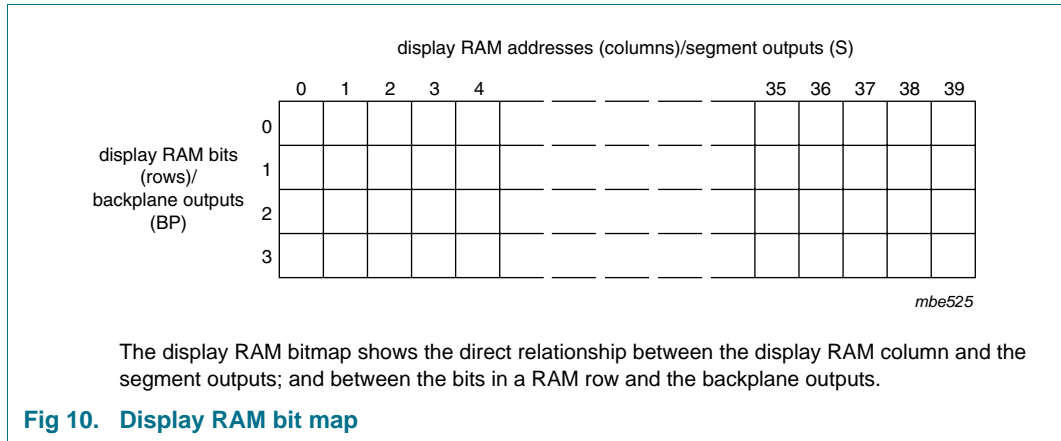 display RAM addresses (columns)/segment outputs (S)
0 1 2 3 4 35 36 37 38 39
0
display RAM bits
(rows)/
backplane outputs
(BP)
1
2
3
mbe525
The display RAM bitmap shows the direct relationship between the display RAM column and the
segment outputs; and between the bits in a RAM row and the backplane outputs.
Fig 10. Display RAM bit map